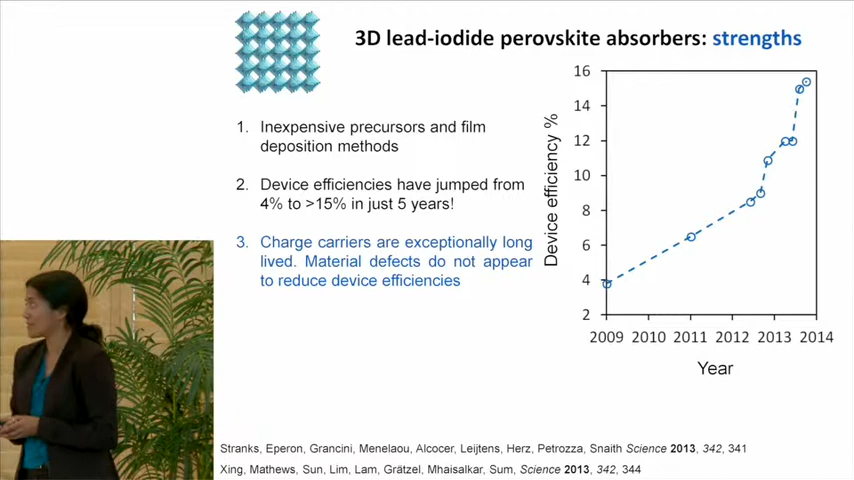 3D lead-iodide perovskite absorbers: strengths
1. Inexpensive precursors and film
deposition methods
2. Device efficiencies have jumped from
4% to >15% in just 5 years!
3. Charge carriers are exceptionally long
lived. Material defects do not appear
to reduce device efficiencies
Device efficiency %
16
14
12
10
8
6
4
2
2009 2010 2011 2012 2013 2014
Year
Stranks, Eperon, Grancini, Menelaou, Alcocer, Leijtens, Herz, Petrozza, Snaith Science 2013, 342, 341
Xing, Mathews, Sun, Lim, Lam, Grätzel, Mhaisalkar, Sum, Science 2013, 342, 344